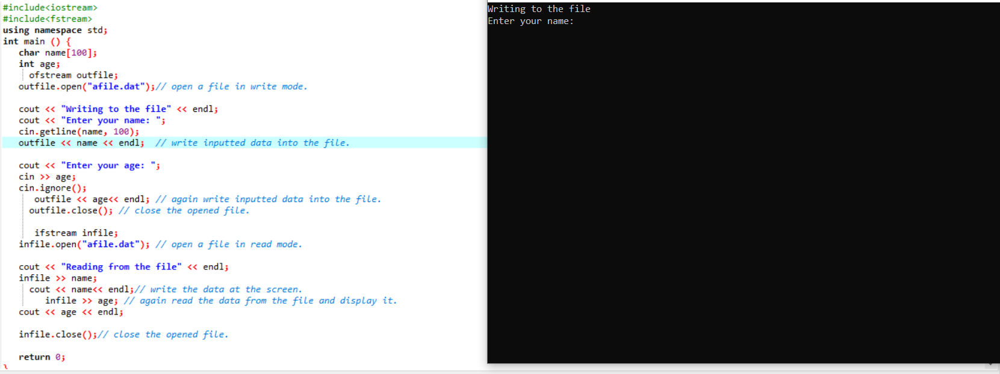 #include<iostream>
#include<fstream>
using namespace std;
int main () {
char name[100];
int age;
ofstream outfile;
outfile.open("afile.dat");// open a file in write mode.
cout << "Writing to the file" << endl;
cout << "Enter your name: ";
cin.getline(name, 100);
outfile << name << endl;  // write inputted data into the file.
cout << "Enter your age: ";
cin >> age;
cin.ignore();
outfile << age<< endl; // again write inputted data into the file.
outfile.close(); // close the opened file.
ifstream infile;
infile.open("afile.dat"); // open a file in read mode.
cout << "Reading from the file" << endl;
infile >> name;
cout << name<< endl;// write the data at the screen.
infile >> age; // again read the data from the file and display it.
cout << age << endl;
infile.close();// close the opened file.
return 0;
}
Writing to the file
Enter your name: